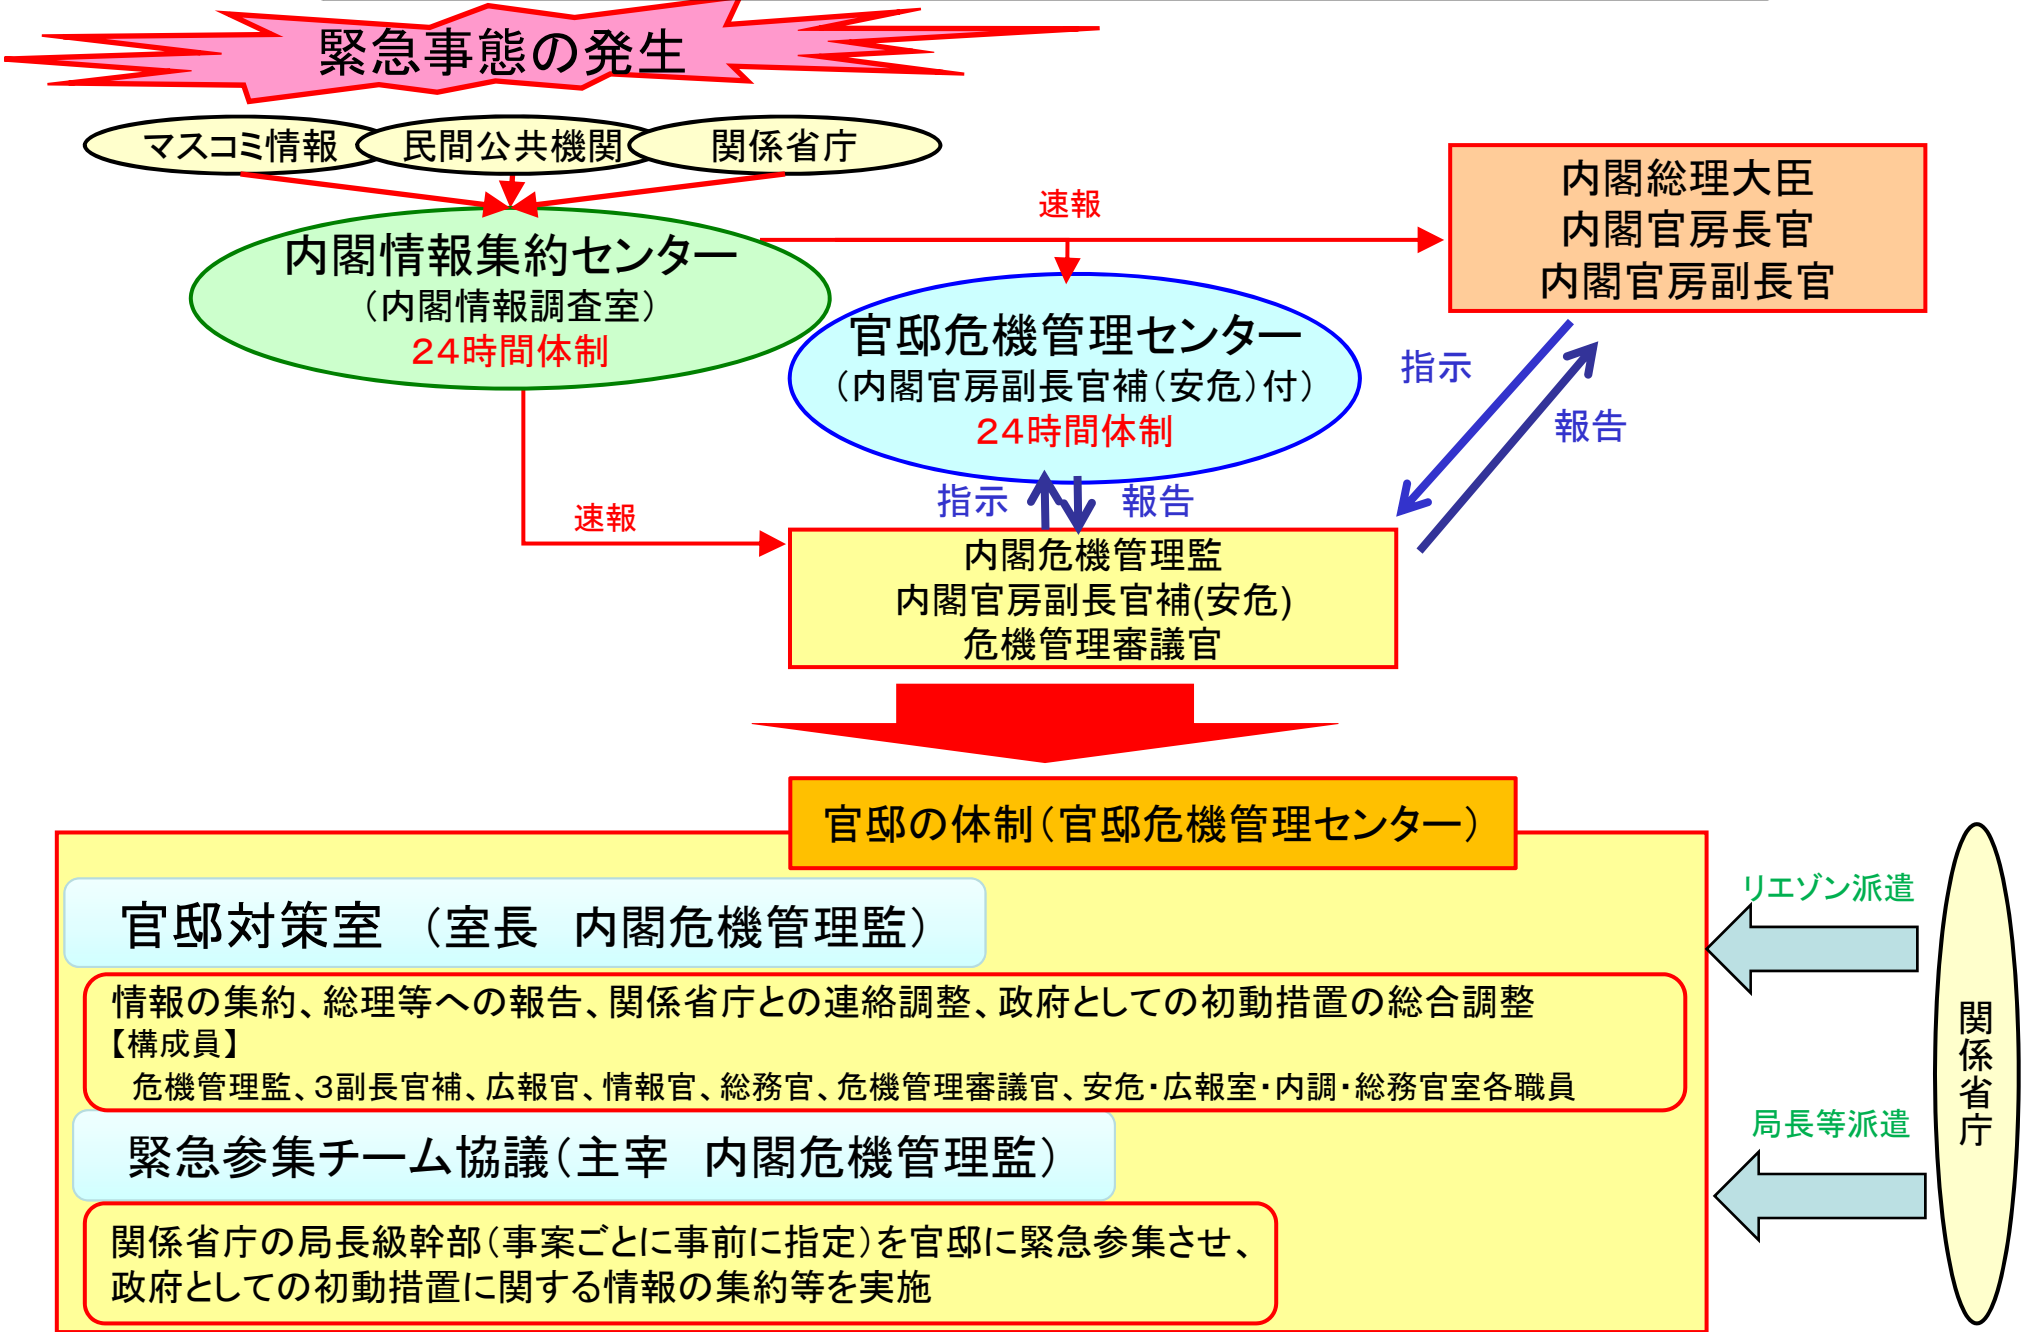 緊急事態の発生
マスコミ情報
民間公共機関
関係省庁
速報
内閣総理大臣
内閣官房長官
内閣官房副長官
内閣情報集約センター
（内閣情報調査室）
２４時間体制
官邸危機管理センター
（内閣官房副長官補（安危）付）
２４時間体制
指示
報告
指示
報告
速報
内閣危機管理監
内閣官房副長官補(安危)
危機管理審議官
官邸の体制（官邸危機管理センター）
官邸対策室　（室長　内閣危機管理監）
情報の集約、総理等への報告、関係省庁との連絡調整、政府としての初動措置の総合調整
【構成員】
危機管理監、３副長官補、広報官、情報官、総務官、危機管理審議官、安危・広報室・内調・総務官室各職員
緊急参集チーム協議（主宰　内閣危機管理監）
関係省庁の局長級幹部（事案ごとに事前に指定）を官邸に緊急参集させ、
政府としての初動措置に関する情報の集約等を実施
リエゾン派遣
局長等派遣
関係省庁